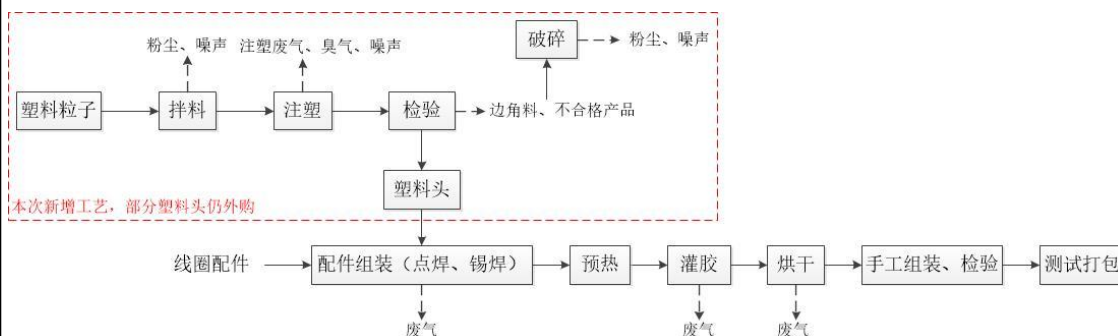 破碎
粉尘、噪声
粉尘、噪声
注塑废气、臭气、噪声
塑料粒子
拌料
注塑
检验
边角料、不合格产品
塑料头
本次新增工艺，部分塑料头仍外购
线圈配件
配件组装（点焊、锡焊）
预热
灌胶
烘干
手工组装、检验
测试打包
废气
废气
废气